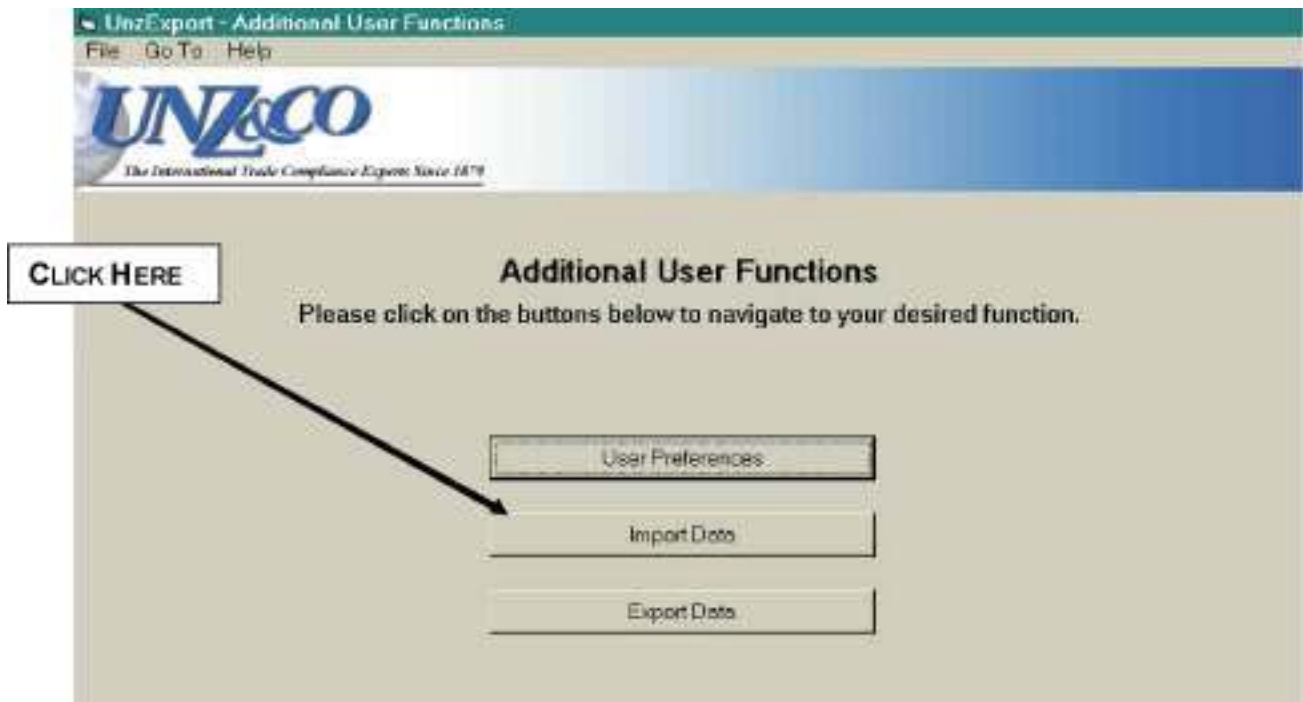 UnzExport - Additional User Functions
File Go To Help
UNZ&CO
The International Trade Compliance Experts Since 1879
CLICK HERE
Additional User Functions
Please click on the buttons below to navigate to your desired function.
User Preferences
Import Data
Export Data